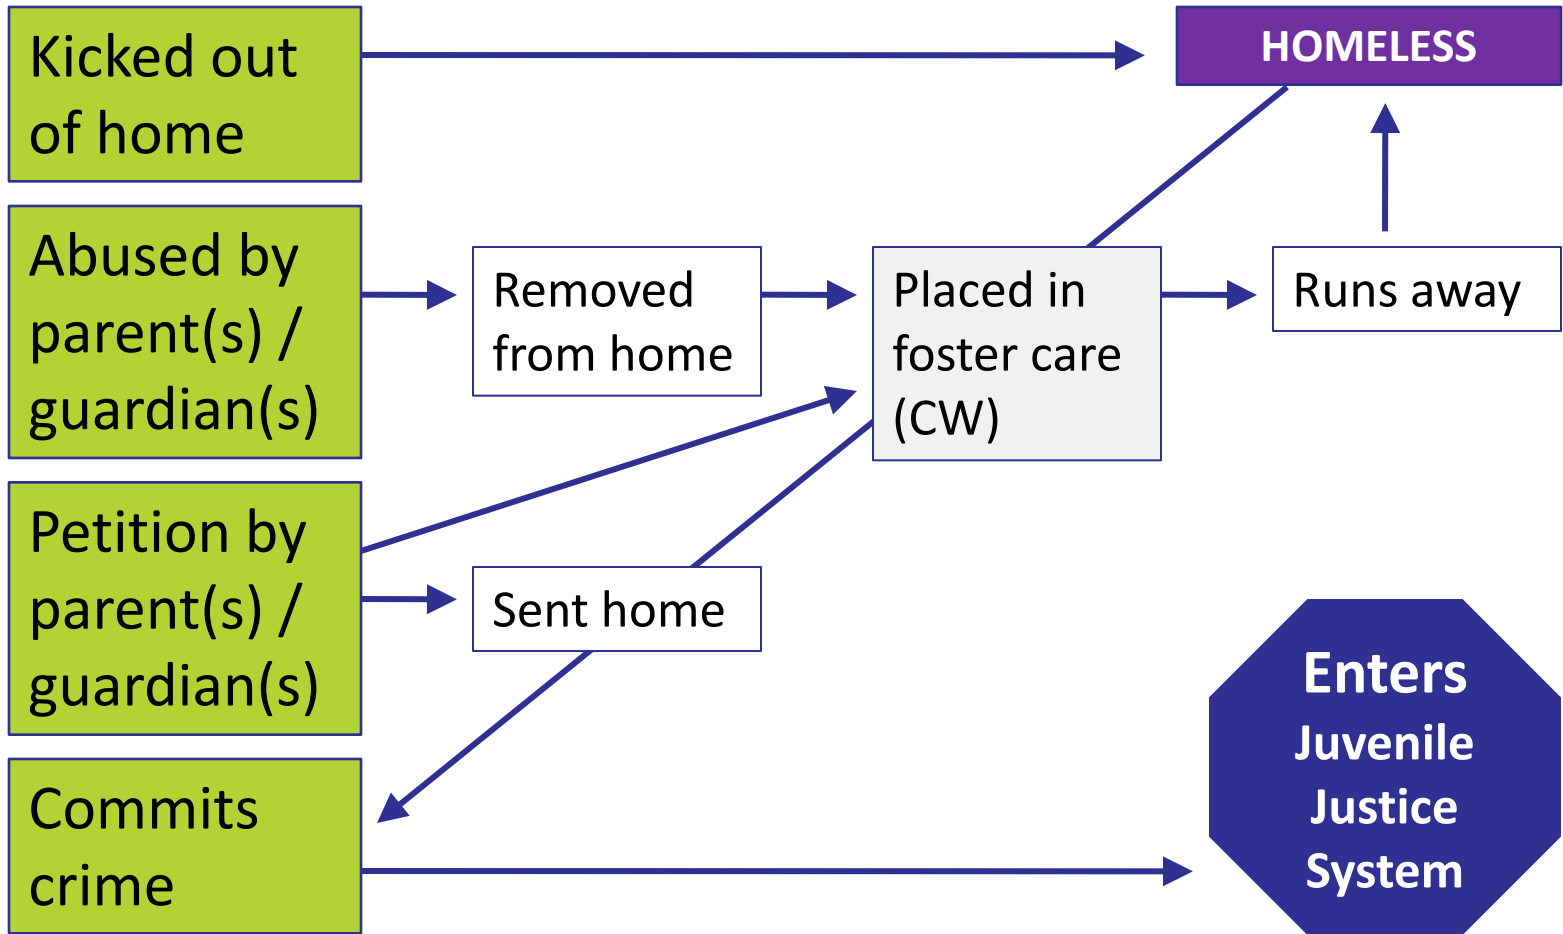 Kicked out
of home
HOMELESS
Abused by
parent(s) /
guardian(s)
Removed
from home
Placed in
foster care
(CW)
Runs away
Petition by
parent(s) /
guardian(s)
Sent home
Commits
crime
Enters
Juvenile
Justice
System